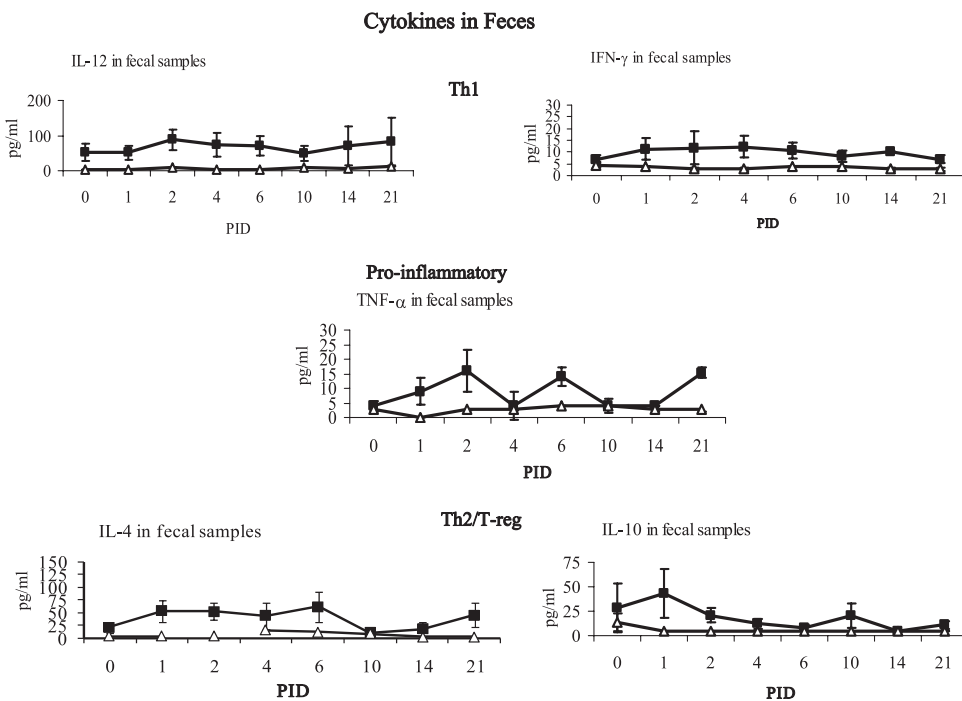 Cytokines in Feces
IL-12 in fecal samples
IFN-γ in fecal samples
Th1
200
100
0
pg/ml
0 1 2 4 6 10 14 21
PID
30
25
20
15
10
5
0
pg/ml
0 1 2 4 6 10 14 21
PID
Pro-inflammatory
TNF-α in fecal samples
30
25
20
15
10
5
0
pg/ml
0 1 2 4 6 10 14 21
PID
Th2/T-reg
IL-4 in fecal samples
IL-10 in fecal samples
150
125
100
75
50
25
0
pg/ml
0 1 2 4 6 10 14 21
PID
75
50
25
0
pg/ml
0 1 2 4 6 10 14 21
PID